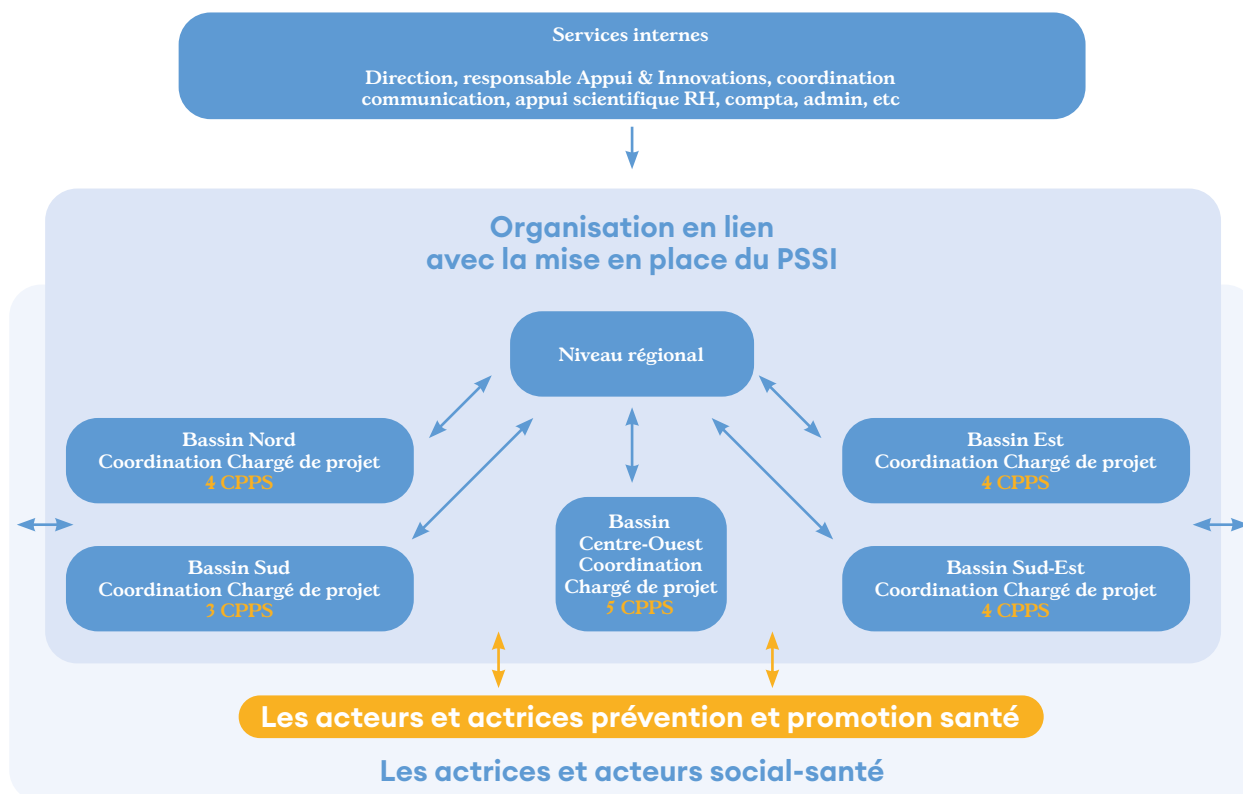 Services internes
Direction, responsable Appui & Innovations, coordination
communication, appui scientifique RH, compta, admin, etc
Organisation en lien
avec la mise en place du PSSI
Niveau régional
Bassin Nord
Coordination Chargé de projet
4 CPPS
Bassin Est
Coordination Chargé de projet
4 CPPS
Bassin Sud
Coordination Chargé de projet
3 CPPS
Bassin
Centre-Ouest
Coordination
Chargé de projet
5 CPPS
Bassin Sud-Est
Coordination Chargé de projet
4 CPPS
Les acteurs et actrices prévention et promotion santé
Les actrices et acteurs social-santé